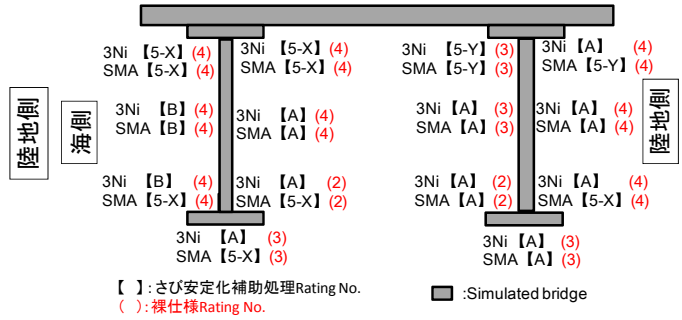 3Ni 【5-X】 (4)
SMA 【5-X】 (4)
3Ni 【5-X】 (4)
SMA 【5-X】 (4)
3Ni 【5-Y】 (3)
SMA 【5-Y】 (3)
3Ni 【A】 (4)
SMA 【5-Y】 (4)
陸地側
海側
3Ni 【B】 (4)
SMA 【B】 (4)
3Ni 【A】 (4)
SMA 【A】 (4)
3Ni 【A】 (3)
SMA 【A】 (3)
3Ni 【A】 (4)
SMA 【A】 (4)
陸地側
3Ni 【B】 (4)
SMA 【5-X】 (4)
3Ni 【A】 (2)
SMA 【5-X】 (2)
3Ni 【A】 (2)
SMA 【A】 (2)
3Ni 【A】 (4)
SMA 【5-X】 (4)
3Ni 【A】 (3)
SMA 【5-X】 (3)
3Ni 【A】 (3)
SMA 【A】 (3)
【 】:さび安定化補助処理Rating No.
( ):裸仕様Rating No.
:Simulated bridge